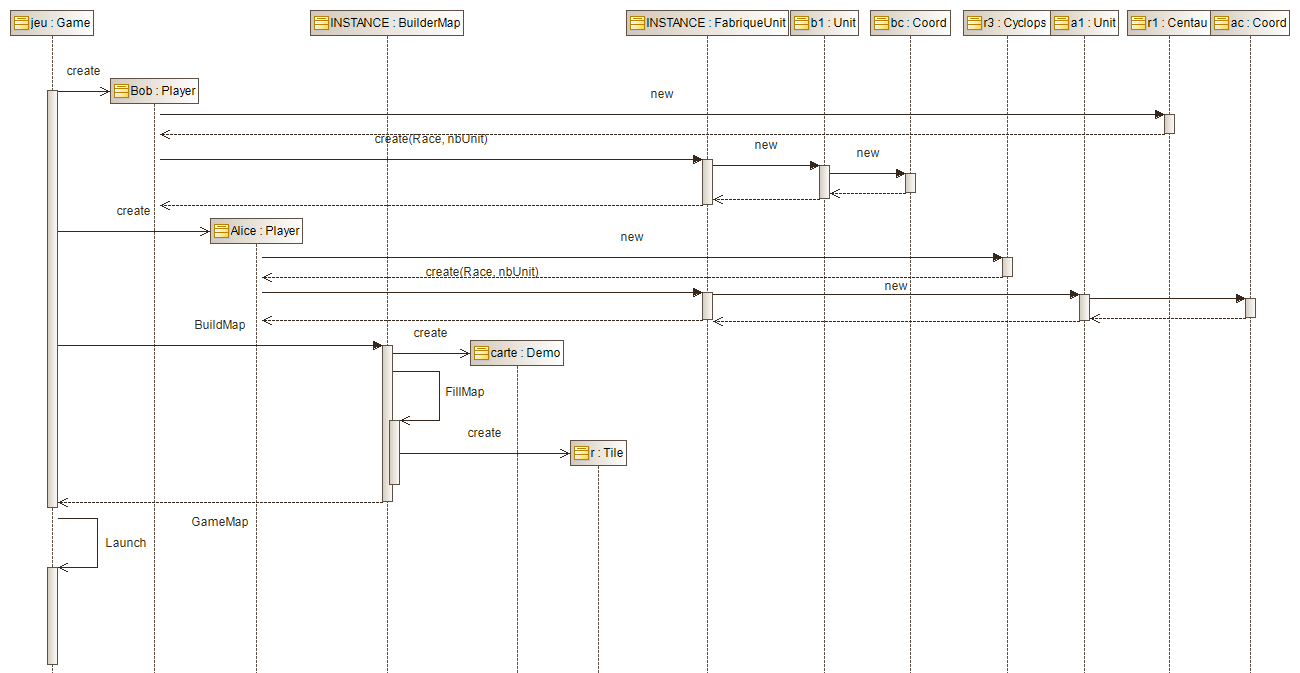 jeu : Game
INSTANCE : BuilderMap
INSTANCE : FabriqueUnit
b1 : Unit
bc : Coord
r3 : Cyclops
a1 : Unit
r1 : Centau
ac : Coord
create
Bob : Player
new
create(Race, nbUnit)
new
new
create
Alice : Player
new
create(Race, nbUnit)
new
BuildMap
create
carte : Demo
FillMap
create
r : Tile
GameMap
Launch